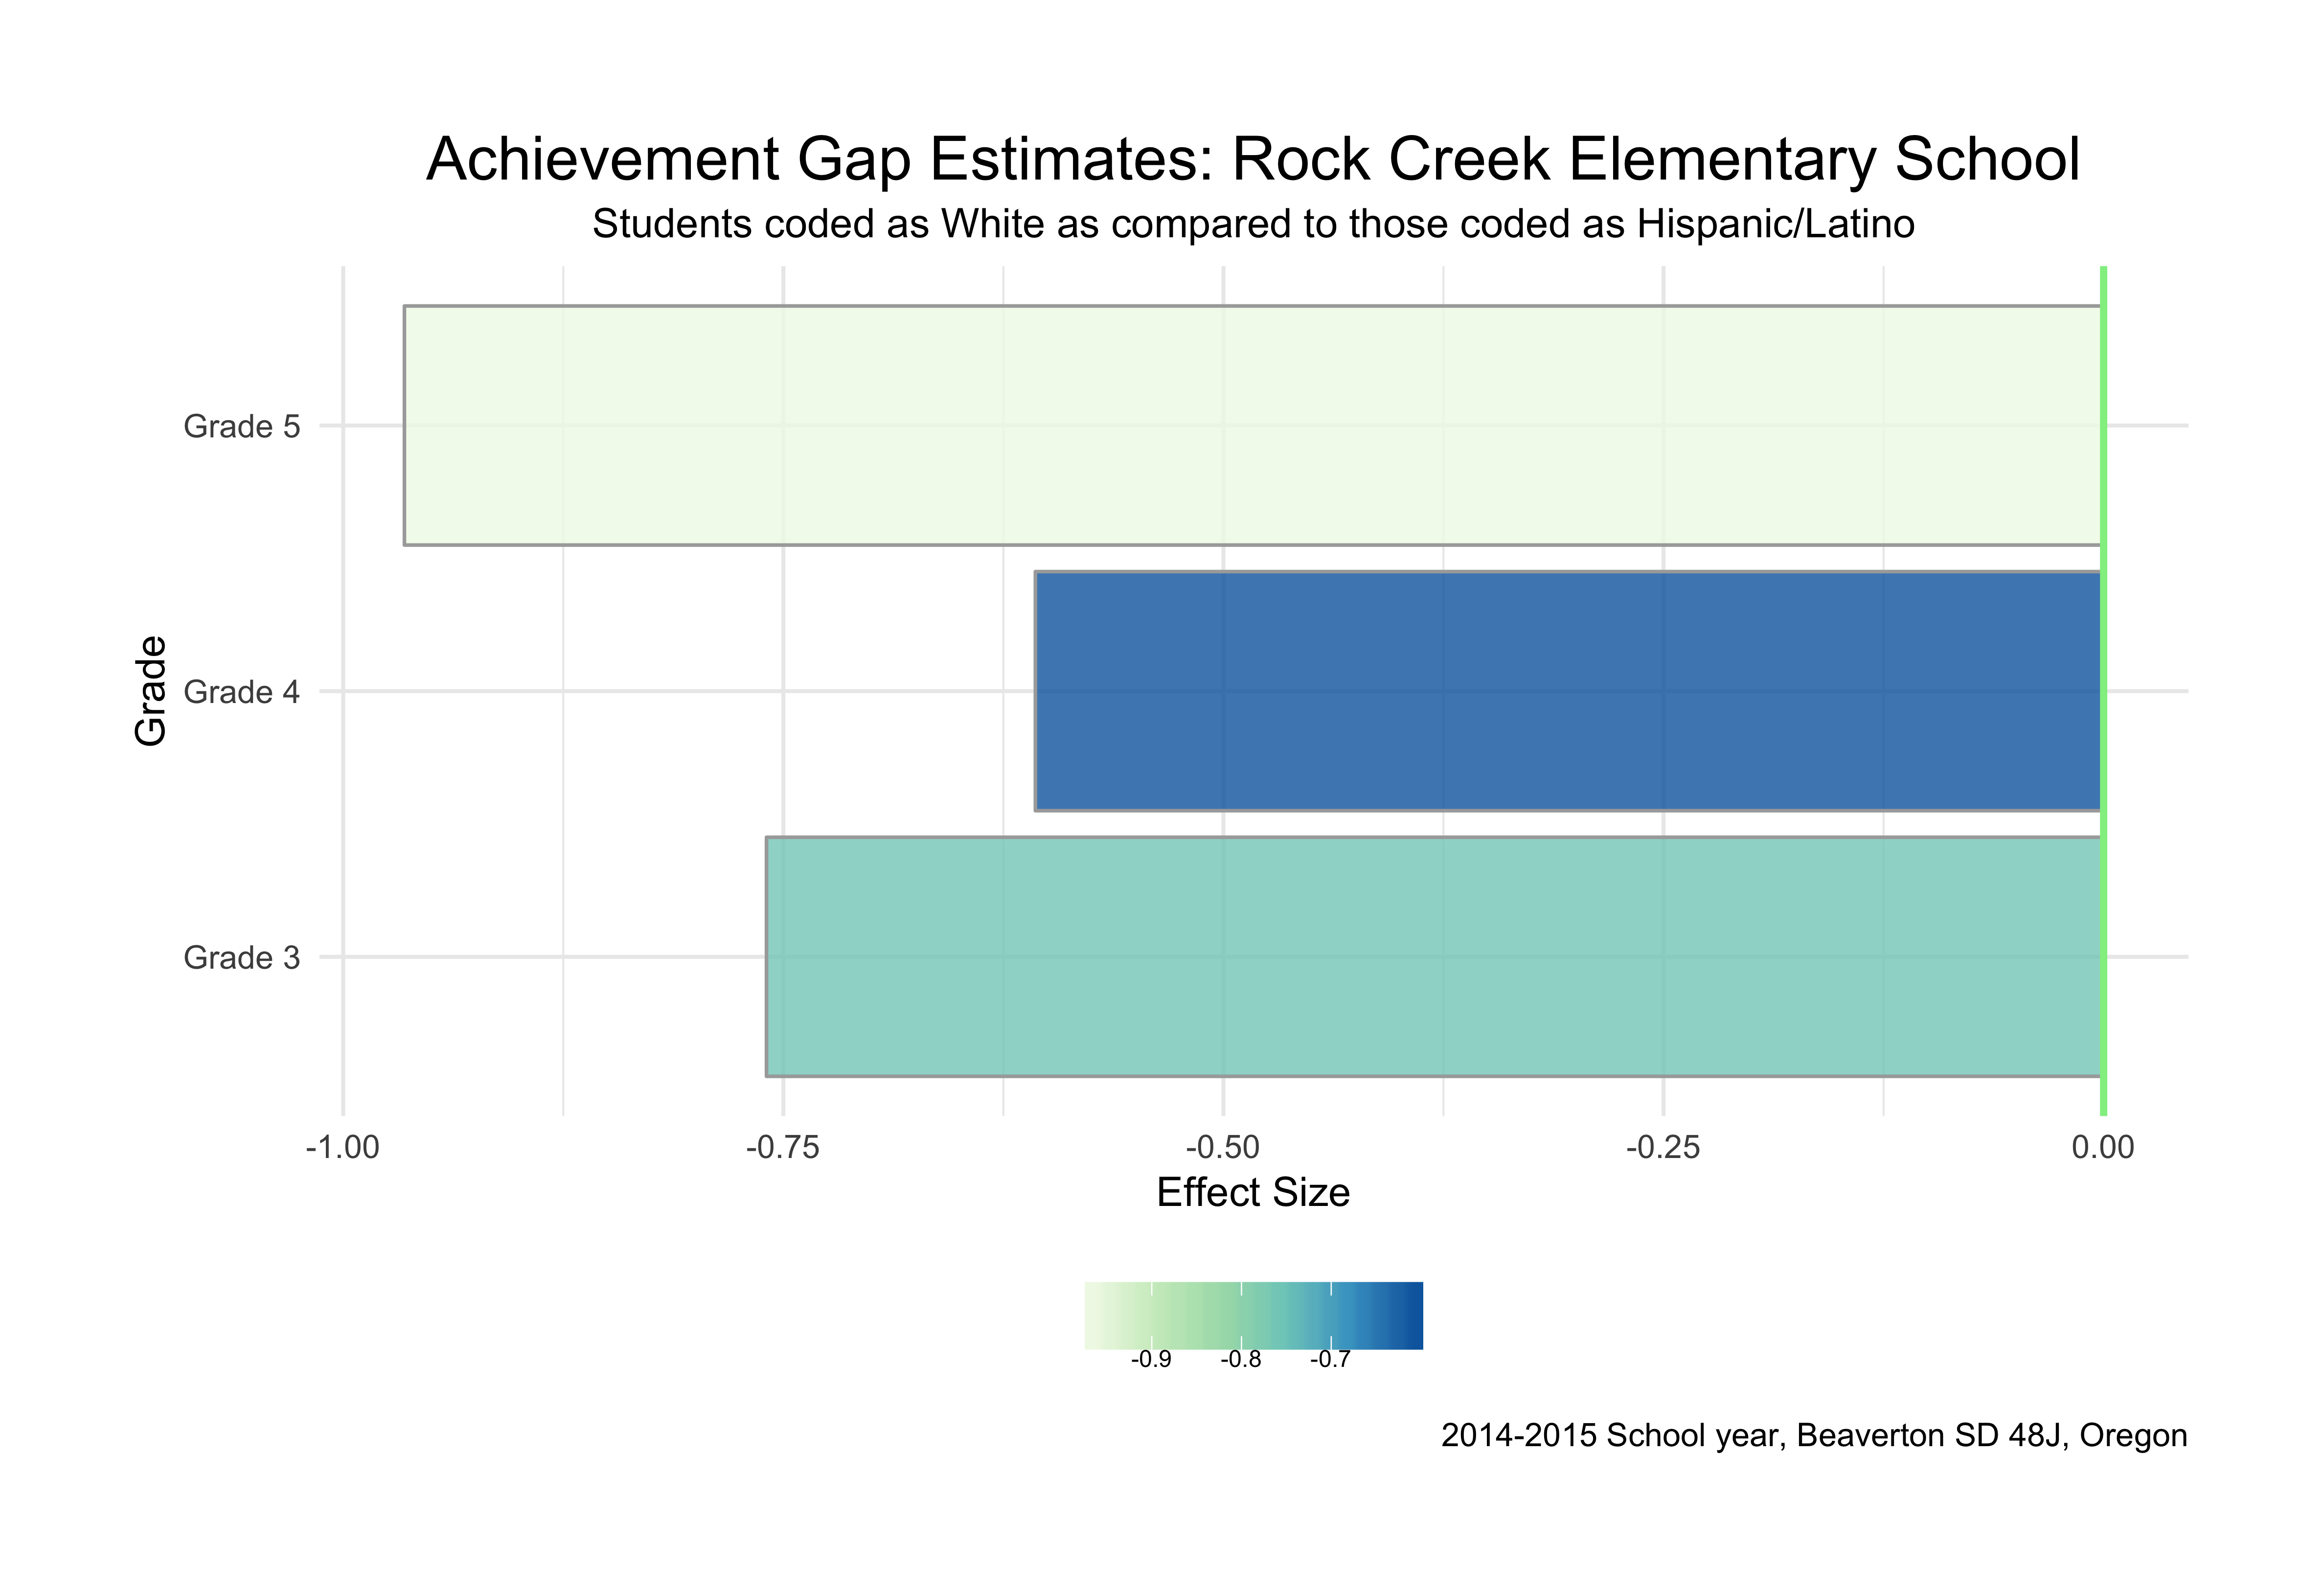 Achievement Gap Estimates: Rock Creek Elementary School
Students coded as White as compared to those coded as Hispanic/Latino
Grade
Grade 5
Grade 4
Grade 3
-1.00
-0.75
-0.50
-0.25
0.00
Effect Size
-0.9
-0.8
-0.7
2014-2015 School year, Beaverton SD 48J, Oregon